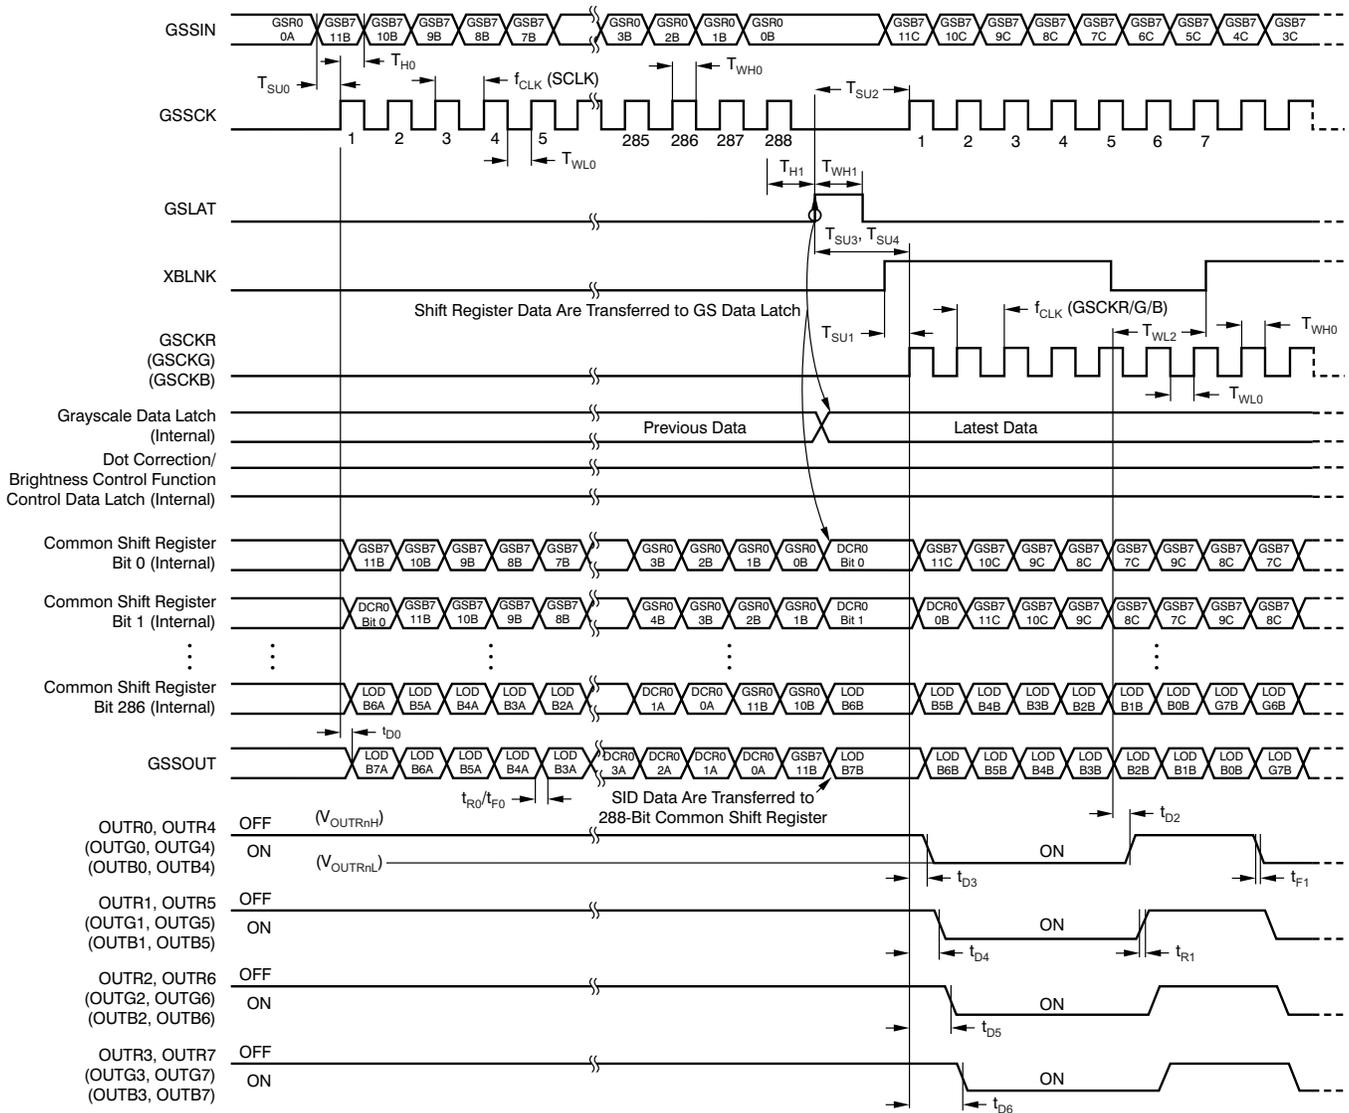 GSSIN
GSR0 0A
GSB7 11B
GSB7 10B
GSB7 9B
GSB7 8B
GSB7 7B
GSR0 3B
GSR0 2B
GSR0 1B
GSR0 0B
GSB7 11C
GSB7 10C
GSB7 9C
GSB7 8C
GSB7 7C
GSB7 6C
GSB7 5C
GSB7 4C
GSB7 3C
TSU0
TH0
fCLK (SCLK)
TWH0
TSU2
GSSCK
1 2 3 4 5 285 286 287 288 1 2 3 4 5 6 7
TWL0
TH1
TWH1
GSLAT
TSU3, TSU4
XBLNK
Shift Register Data Are Transferred to GS Data Latch
fCLK (GSCKR/G/B)
TSU1
TWL2
TWH0
GSCKR
(GSCKG)
(GSCKB)
TWL0
Grayscale Data Latch
(Internal)
Previous Data
Latest Data
Dot Correction/
Brightness Control Function
Control Data Latch (Internal)
Common Shift Register
Bit 0 (Internal)
GSB7 11B
GSB7 10B
GSB7 9B
GSB7 8B
GSB7 7B
GSR0 3B
GSR0 2B
GSR0 1B
GSR0 0B
DCR0 Bit 0
GSB7 11C
GSB7 10C
GSB7 9C
GSB7 8C
GSB7 7C
GSB7 9C
GSB7 8C
GSB7 7C
Common Shift Register
Bit 1 (Internal)
DCR0 Bit 0
GSB7 11B
GSB7 10B
GSB7 9B
GSB7 8B
GSR0 4B
GSR0 3B
GSR0 2B
GSR0 1B
DCR0 Bit 1
DCR0 0B
GSB7 11C
GSB7 10C
GSB7 9C
GSB7 8C
GSB7 7C
GSB7 9C
GSB7 8C
Common Shift Register
Bit 286 (Internal)
LOD B6A
LOD B5A
LOD B4A
LOD B3A
LOD B2A
DCR0 1A
DCR0 0A
GSR0 11B
GSR0 10B
LOD B6B
LOD B5B
LOD B4B
LOD B3B
LOD B2B
LOD B1B
LOD B0B
LOD G7B
LOD G6B
tD0
GSSOUT
LOD B7A
LOD B6A
LOD B5A
LOD B4A
LOD B3A
DCR0 3A
DCR0 2A
DCR0 1A
DCR0 0A
GSB7 11B
LOD B7B
LOD B6B
LOD B5B
LOD B4B
LOD B3B
LOD B2B
LOD B1B
LOD B0B
LOD G7B
tR0/tF0
SID Data Are Transferred to
288-Bit Common Shift Register
tD2
OUTR0, OUTR4
(OUTG0, OUTG4)
(OUTB0, OUTB4)
OFF
ON
(VOUTRnH)
(VOUTRnL)
ON
tD3
tF1
OUTR1, OUTR5
(OUTG1, OUTG5)
(OUTB1, OUTB5)
OFF
ON
ON
tD4
tR1
OUTR2, OUTR6
(OUTG2, OUTG6)
(OUTB2, OUTB6)
OFF
ON
ON
tD5
OUTR3, OUTR7
(OUTG3, OUTG7)
(OUTB3, OUTB7)
OFF
ON
ON
tD6